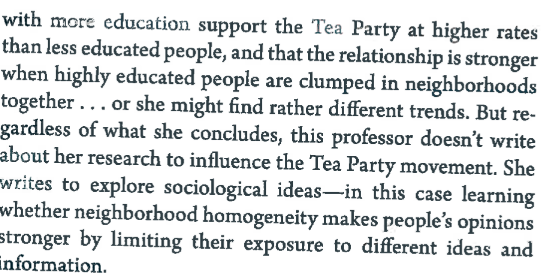 with more education support the Tea Party at higher rates
than less educated people, and that the relationship is stronger
when highly educated people are clumped in neighborhoods
together . . . or she might find rather different trends. But re-
gardless of what she concludes, this professor doesn't write
about her research to influence the Tea Party movement. She
writes to explore sociological ideas—in this case learning
whether neighborhood homogeneity makes people's opinions
stronger by limiting their exposure to different ideas and
information.